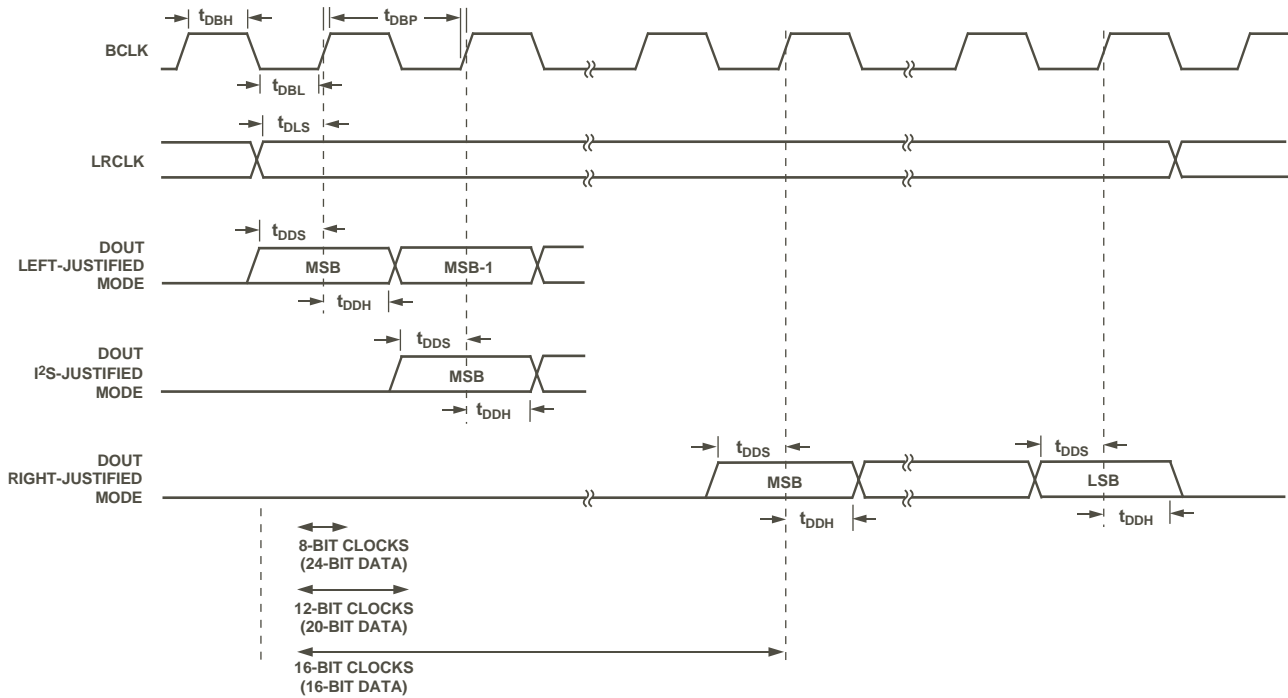 tDBH
tDBP
BCLK
tDBL
tDLS
LRCLK
tDDS
DOUT
LEFT-JUSTIFIED
MODE
MSB
MSB-1
tDDH
tDDS
DOUT
I²S-JUSTIFIED
MODE
MSB
tDDH
DOUT
RIGHT-JUSTIFIED
MODE
tDDS
tDDS
MSB
LSB
tDDH
tDDH
8-BIT CLOCKS
(24-BIT DATA)
12-BIT CLOCKS
(20-BIT DATA)
16-BIT CLOCKS
(16-BIT DATA)